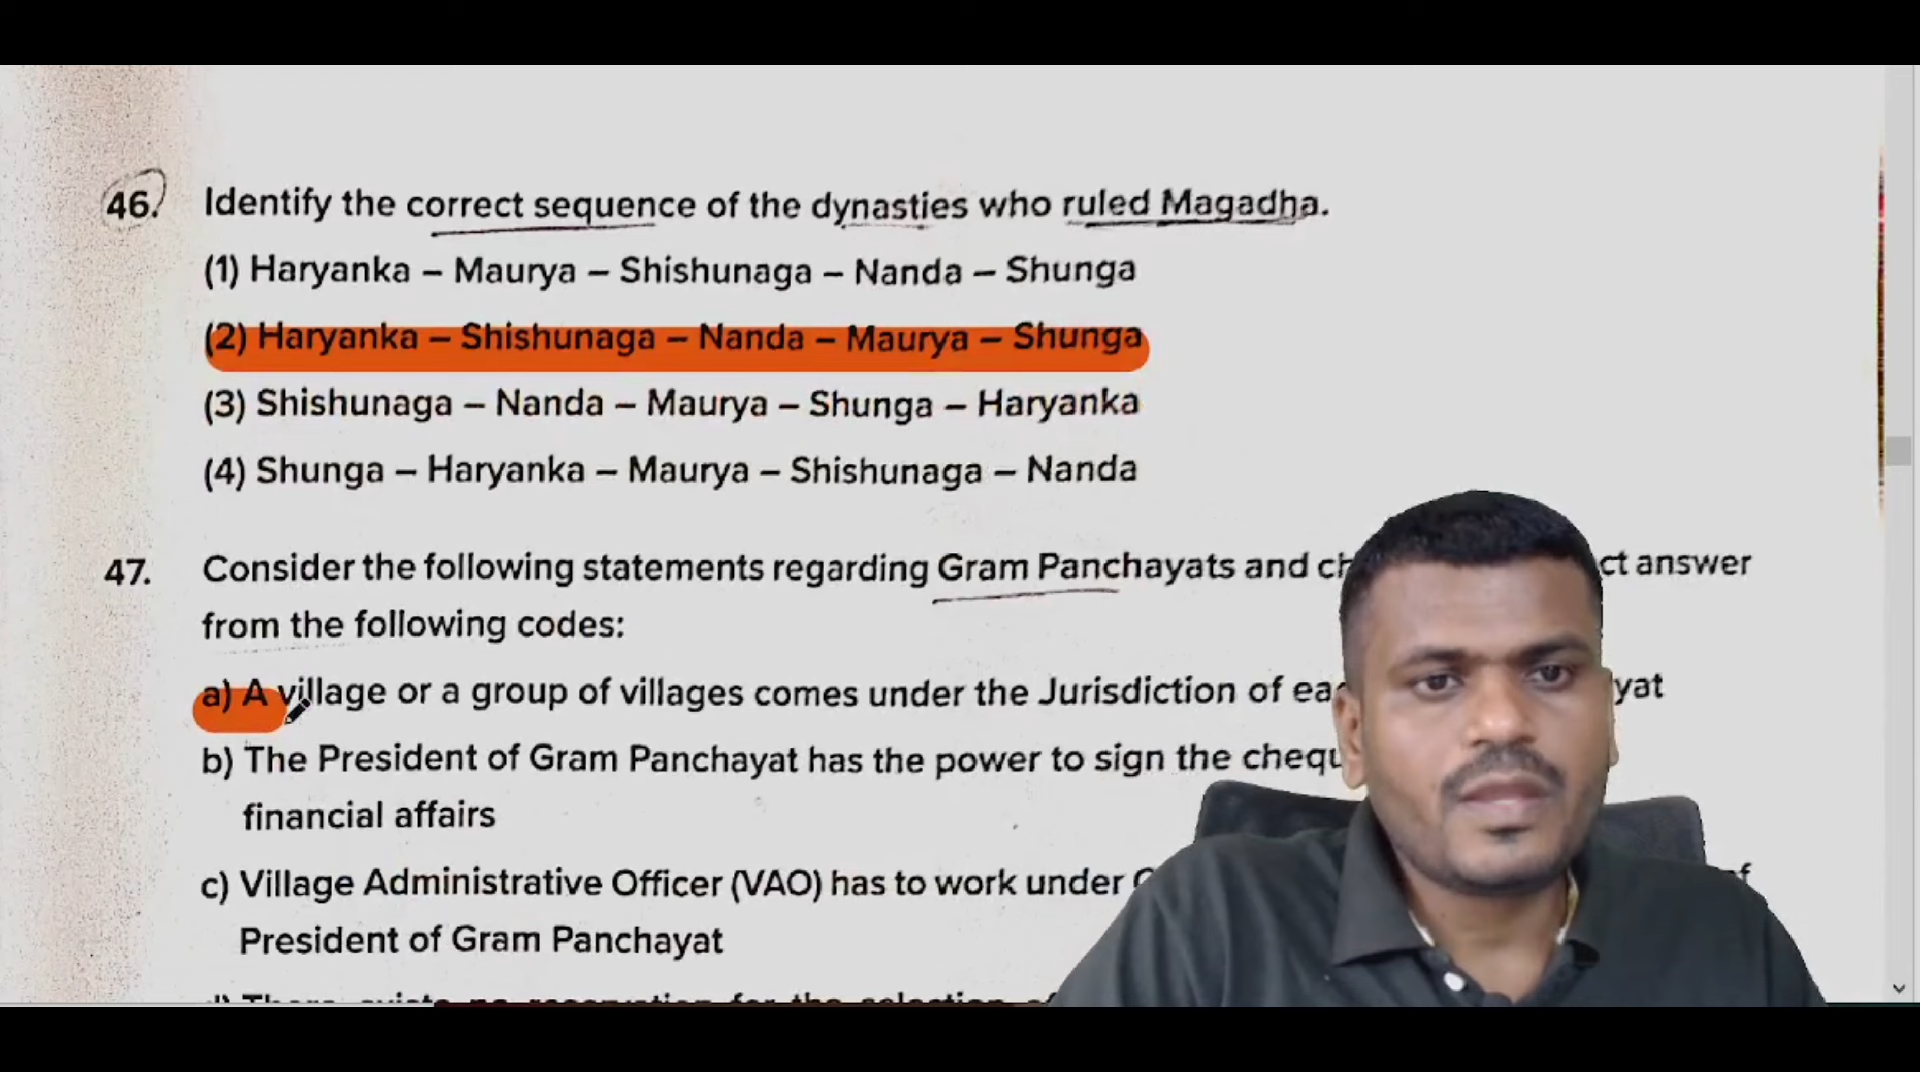 46. Identify the correct sequence of the dynasties who ruled Magadha.
(1) Haryanka – Maurya – Shishunaga – Nanda – Shunga
(2) Haryanka – Shishunaga – Nanda – Maurya – Shunga
(3) Shishunaga – Nanda – Maurya – Shunga – Haryanka
(4) Shunga – Haryanka – Maurya – Shishunaga – Nanda
47. Consider the following statements regarding Gram Panchayats and answer
from the following codes:
a) A village or a group of villages comes under the Jurisdiction of
b) The President of Gram Panchayat has the power to sign the
financial affairs
c) Village Administrative Officer (VAO) has to work under
President of Gram Panchayat